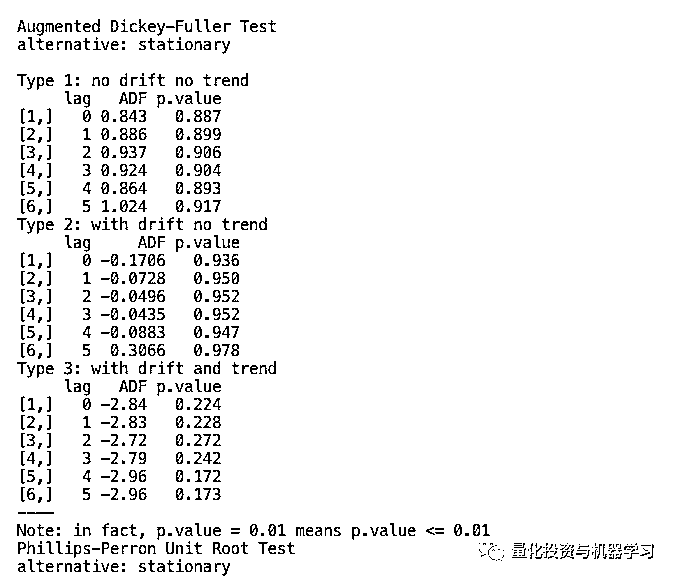 Augmented Dickey-Fuller Test
alternative: stationary
Type 1: no drift no trend
lag ADF p.value
[1,] 0 0.843 0.887
[2,] 1 0.886 0.899
[3,] 2 0.937 0.906
[4,] 3 0.924 0.904
[5,] 4 0.864 0.893
[6,] 5 1.024 0.917
Type 2: with drift no trend
lag ADF p.value
[1,] 0 -0.1706 0.936
[2,] 1 -0.0728 0.950
[3,] 2 -0.0496 0.952
[4,] 3 -0.0435 0.952
[5,] 4 -0.0883 0.947
[6,] 5 0.3066 0.978
Type 3: with drift and trend
lag ADF p.value
[1,] 0 -2.84 0.224
[2,] 1 -2.83 0.228
[3,] 2 -2.72 0.272
[4,] 3 -2.79 0.242
[5,] 4 -2.96 0.172
[6,] 5 -2.96 0.173
----
Note: in fact, p.value = 0.01 means p.value <= 0.01
Phillips-Perron Unit Root Test
alternative: stationary
量化投资与机器学习